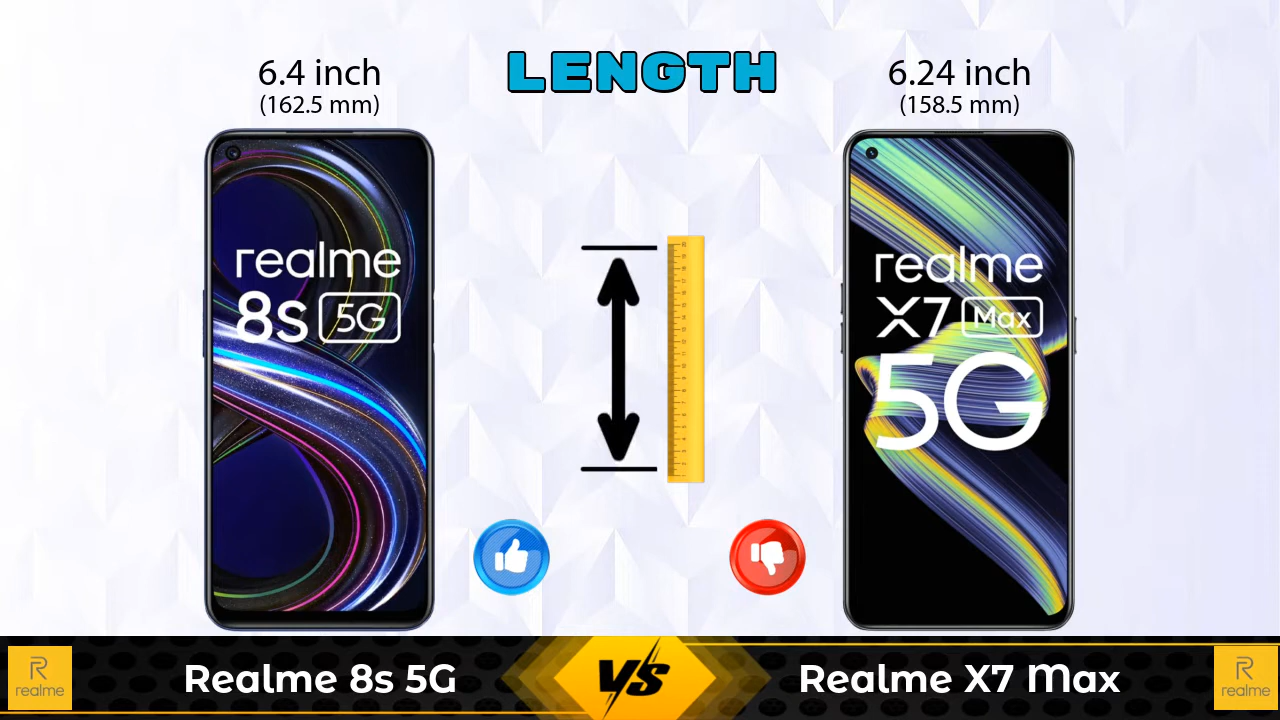 LENGTH
6.4 inch
(162.5 mm)
6.24 inch
(158.5 mm)
realme
8s 5G
realme
X7 Max
5G
R
realme
Realme 8s 5G
VS
Realme X7 Max
R
realme